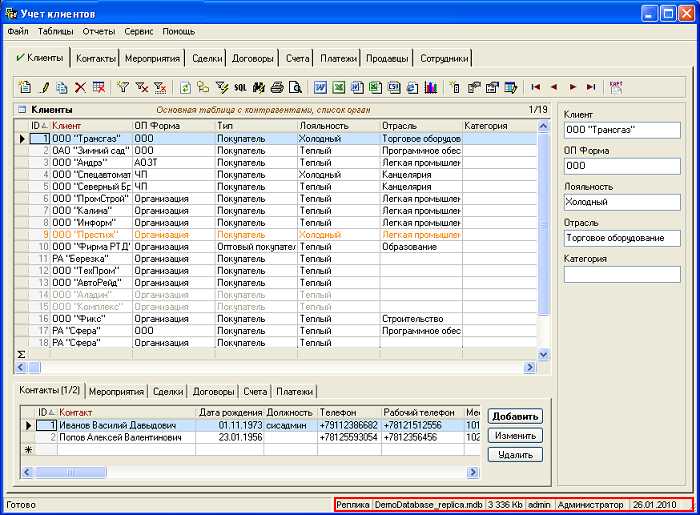 Учет клиентов
Файл Таблицы Отчеты Сервис Помощь
Клиенты Контакты Мероприятия Сделки Договоры Счета Платежи Продавцы Сотрудники
SQL
Клиенты Основная таблица с контрагентами, список орган 1/19
ID Клиент ОП Форма Тип Лояльность Отрасль Категория
1 ООО "Трансгаз" ООО Покупатель Холодный Торговое оборудов
2 ОАО "Зимний сад" ООО Покупатель Теплый Программное обес
3 ООО "Андрэ" АОЗТ Покупатель Теплый Легкая промышлен
4 ООО "Спецавтомат ЧП Покупатель Холодный Канцелярия
5 ООО "Северный Бр ЧП Покупатель Теплый Канцелярия
6 ООО "ПромСтрой" Организация Покупатель Теплый Легкая промышлен
7 ООО "Калина" Организация Покупатель Теплый Легкая промышлен
8 ООО "Информ" Организация Покупатель Теплый Легкая промышлен
9 ООО "Престиж" Организация Покупатель Холодный Легкая промышлен
10 ООО "Фирма РТД" Организация Оптовый покупател Теплый Образование
11 РА "Березка" Организация Покупатель Теплый
12 ООО "ТехПром" Организация Покупатель Теплый
13 ООО "АвтоРейд" Организация Покупатель Теплый
14 ООО "Аладин" Организация Покупатель Теплый
15 ООО "Комплекс" Организация Покупатель Теплый
16 ООО "Фикс" Организация Покупатель Теплый Строительство
17 РА "Сфера" ООО Покупатель Теплый Программное обес
18 РА "Сфера" Организация Покупатель Теплый
Σ
Клиент
ООО "Трансгаз"
ОП Форма
ООО
Лояльность
Холодный
Отрасль
Торговое оборудование
Категория
Контакты (1/2) Мероприятия Сделки Договоры Счета Платежи
ID Контакт Дата рождения Должность Телефон Рабочий телефон Ме
1 Иванов Василий Давыдович 01.11.1973 сисадмин +79112386682 +78121512556 101
2 Попов Алексей Валентинович 23.01.1956 +78125593054 +7812356456 102
Добавить
Изменить
Удалить
Готово Реплика DemoDatabase_replica.mdb 3 336 Kb admin Администратор 26.01.2010